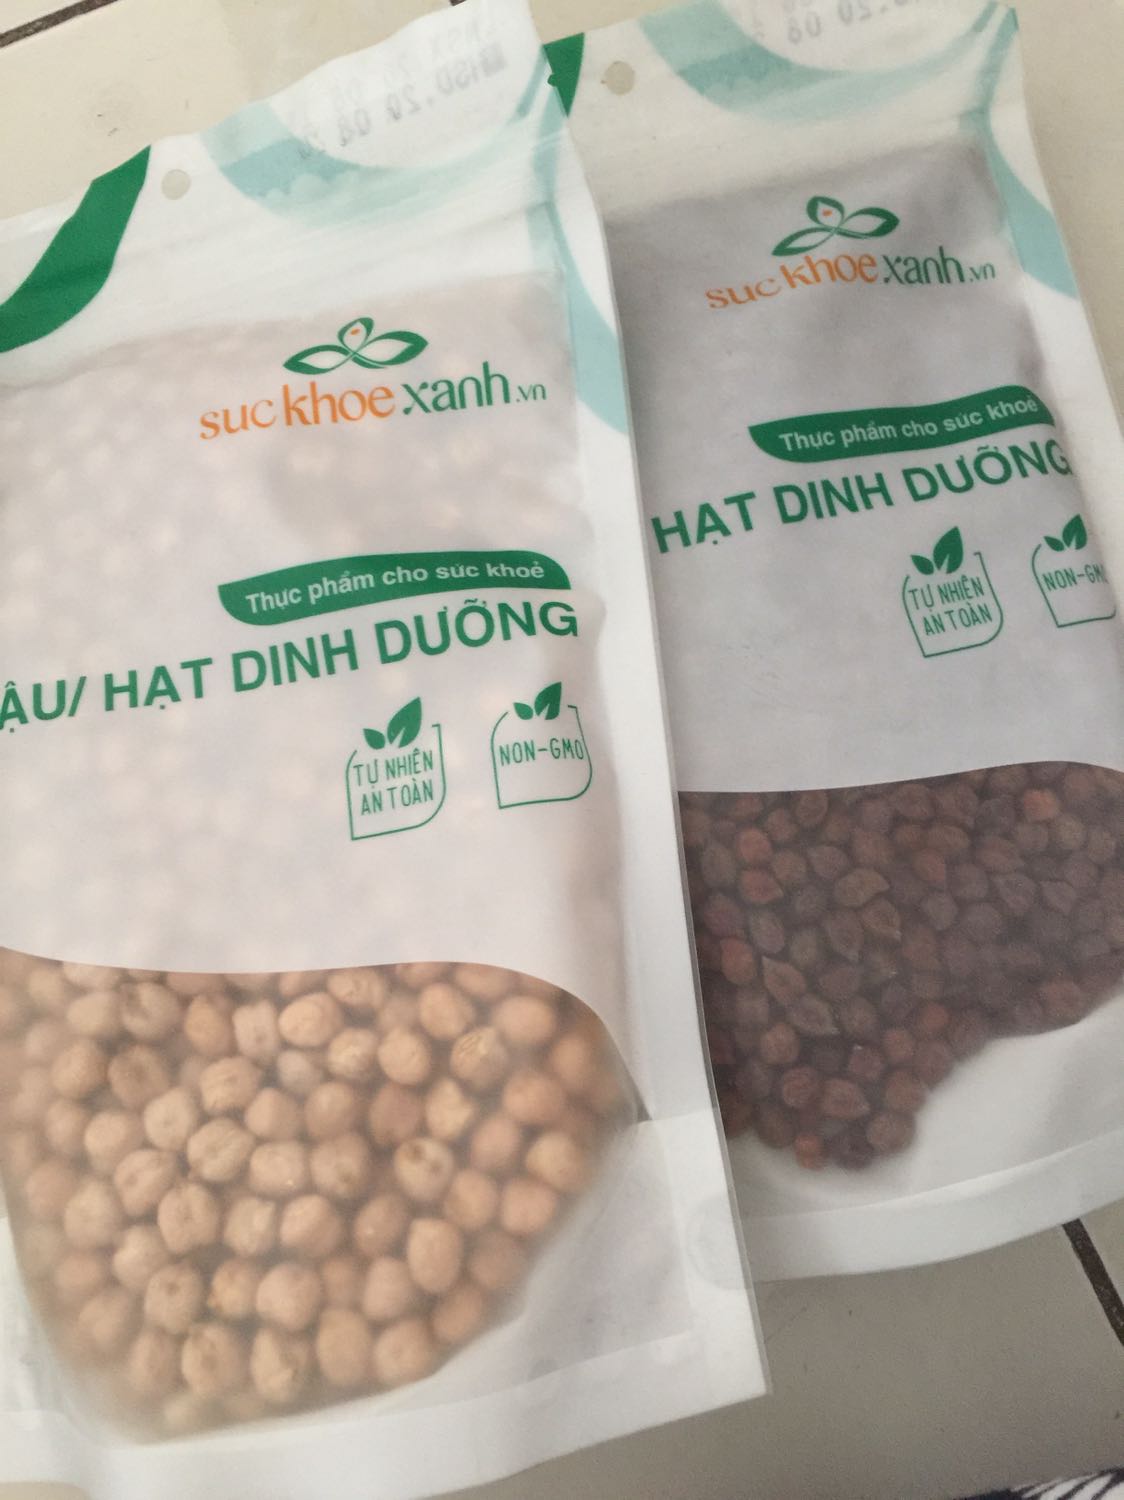 suckhoexanh.vn
Thực phẩm cho sức khoẻ
ẬU/ HẠT DINH DƯỠNG
TỰ NHIÊN
AN TOÀN
NON-GMO
suckhoexanh.vn
Thực phẩm cho sức khoẻ
HẠT DINH DƯỠNG
TỰ NHIÊN
AN TOÀN
NON-GM